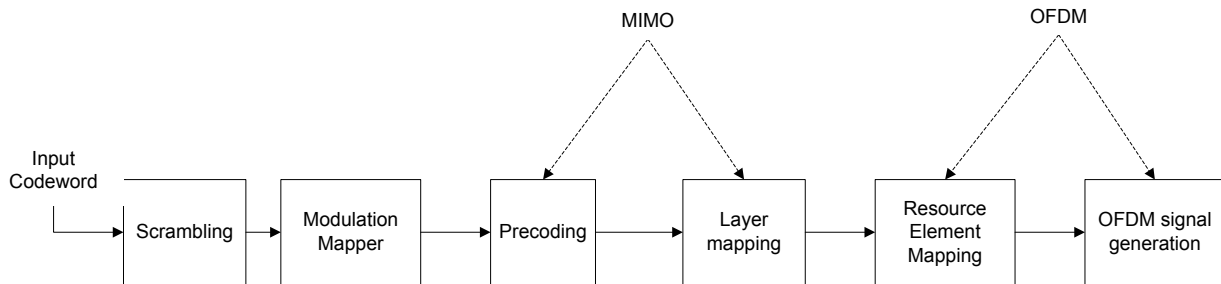 MIMO
OFDM
Input
Codeword
Scrambling
Modulation
Mapper
Precoding
Layer
mapping
Resource
Element
Mapping
OFDM signal
generation